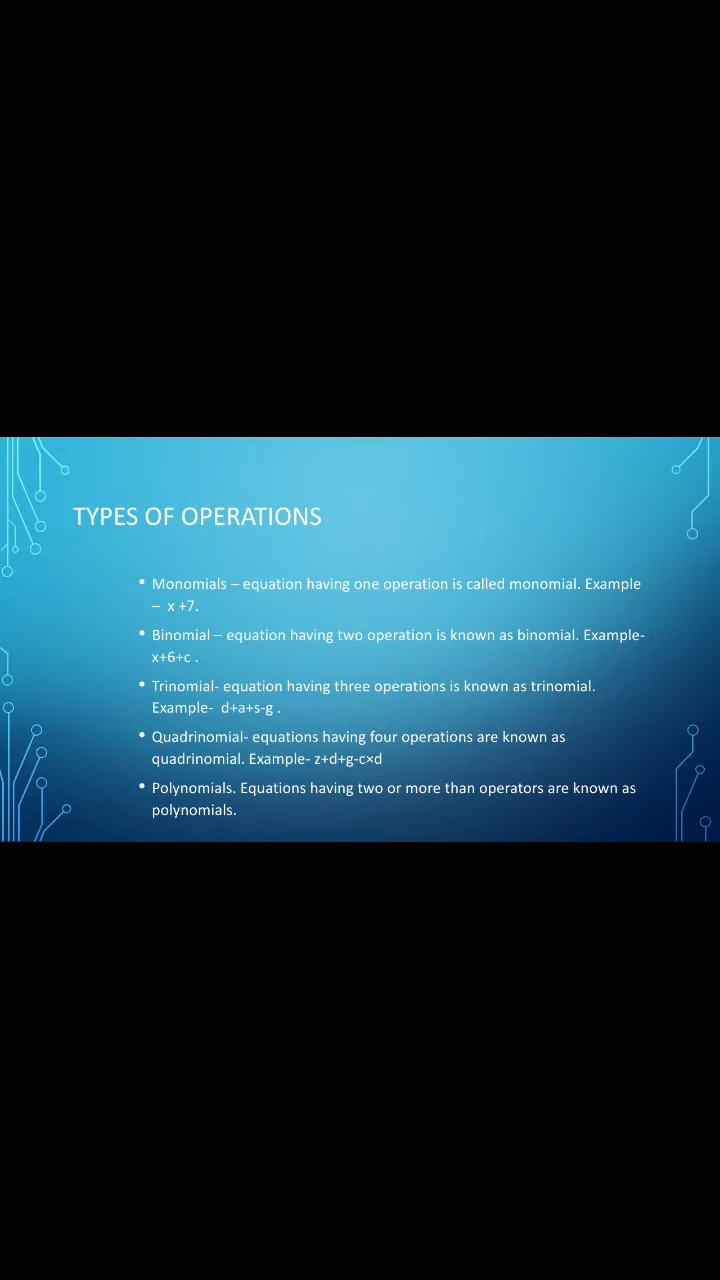 TYPES OF OPERATIONS
• Monomials – equation having one operation is called monomial. Example
– x +7.
• Binomial – equation having two operation is known as binomial. Example-
x+6+c .
• Trinomial- equation having three operations is known as trinomial.
Example- d+a+s-g .
• Quadrinomial- equations having four operations are known as
quadrinomial. Example- z+d+g-c×d
• Polynomials. Equations having two or more than operators are known as
polynomials.